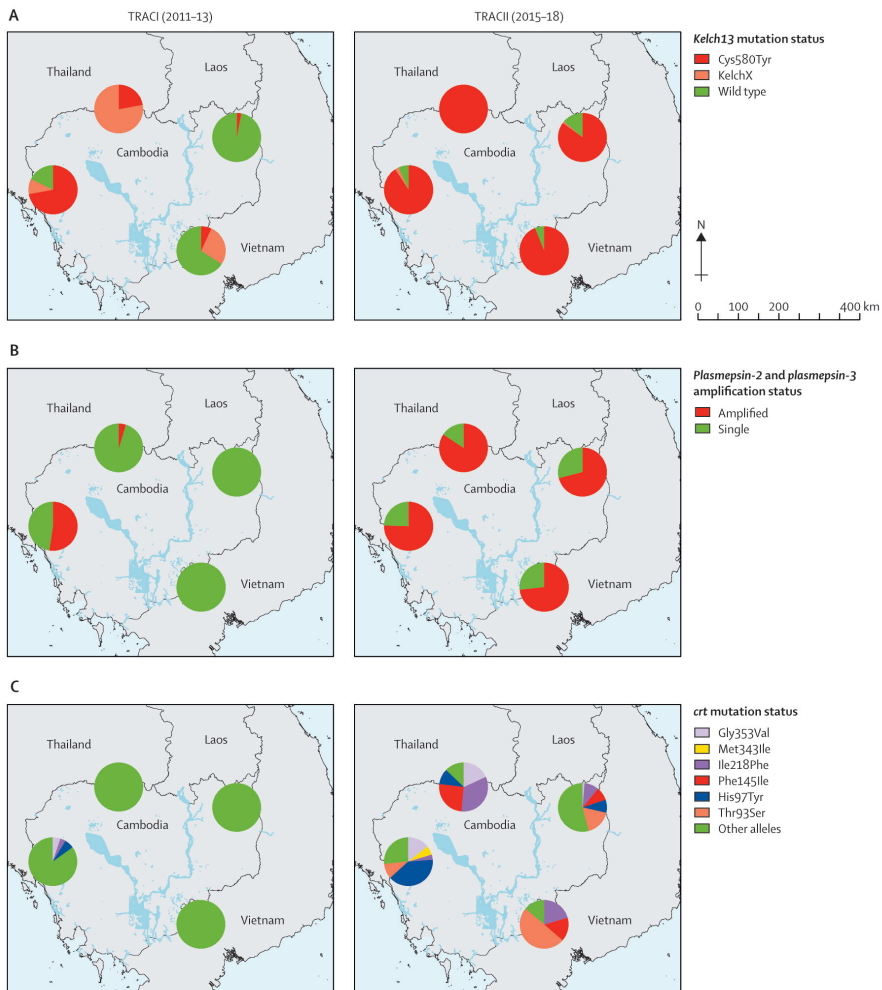 TRACI (2011–13)
TRACII (2015–18)
A
Thailand
Laos
Cambodia
Vietnam
Thailand
Laos
Cambodia
Vietnam
Kelch13 mutation status
Cys580Tyr
KelchX
Wild type
N
0 100 200 400 km
B
Thailand
Laos
Cambodia
Vietnam
Thailand
Laos
Cambodia
Vietnam
Plasmepsin-2 and plasmepsin-3
amplification status
Amplified
Single
C
Thailand
Laos
Cambodia
Vietnam
Thailand
Laos
Cambodia
Vietnam
crt mutation status
Gly353Val
Met343Ile
Ile218Phe
Phe145Ile
His97Tyr
Thr93Ser
Other alleles